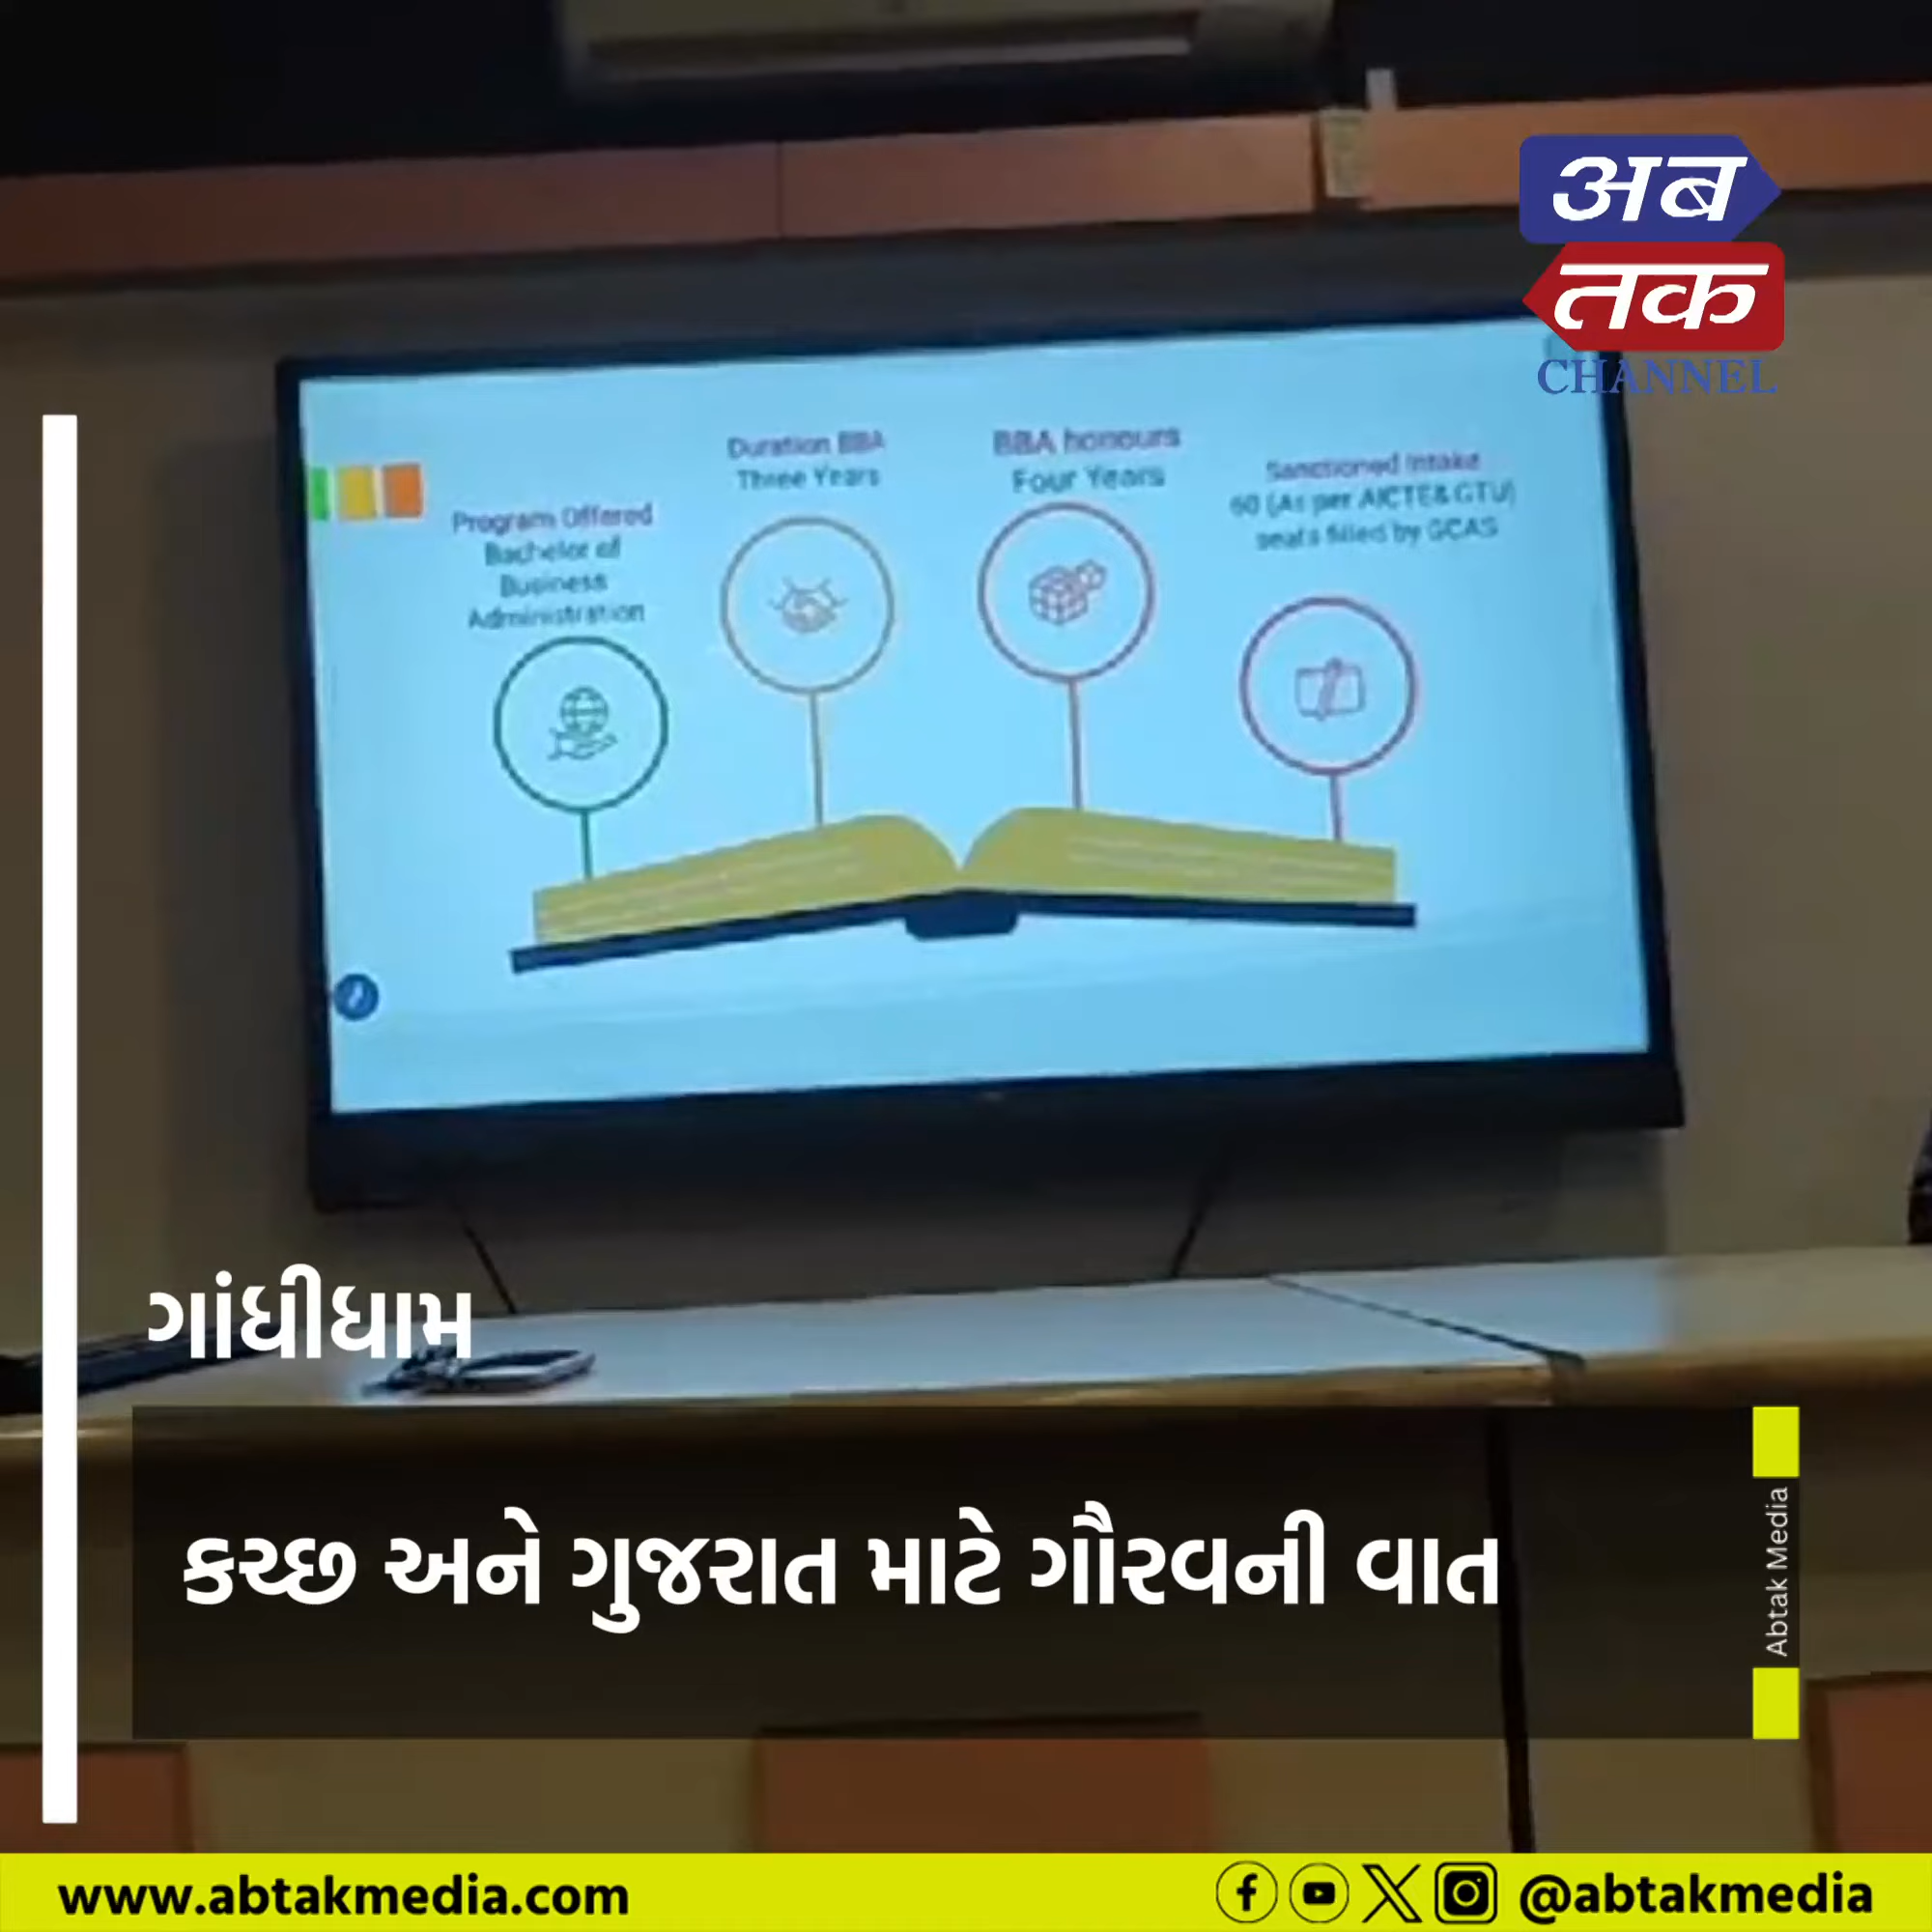 अब
तक
CHANNEL
Program Offered
Bachelor of
Business
Administration
Duration BBA
Three Years
BBA honours
Four Years
Sanctioned Intake
60 (As per AICTE& GTU)
seats filled by GCAS
ગાંધીધામ
કચ્છ અને ગુજરાત માટે ગૌરવની વાત
Abtak Media
www.abtakmedia.com
@abtakmedia